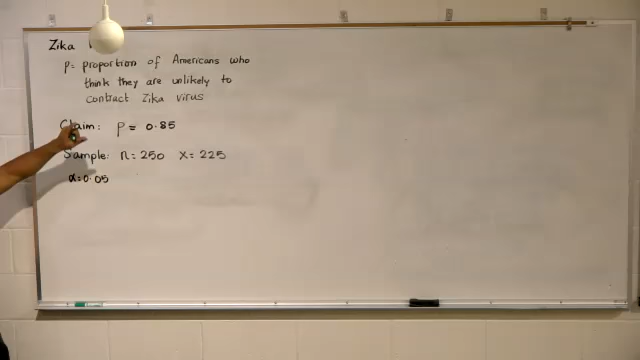 Zika
p= proportion of Americans who
think they are unlikely to
contract Zika virus
Claim: p = 0.85
Sample: n=250 x=225
α=0.05